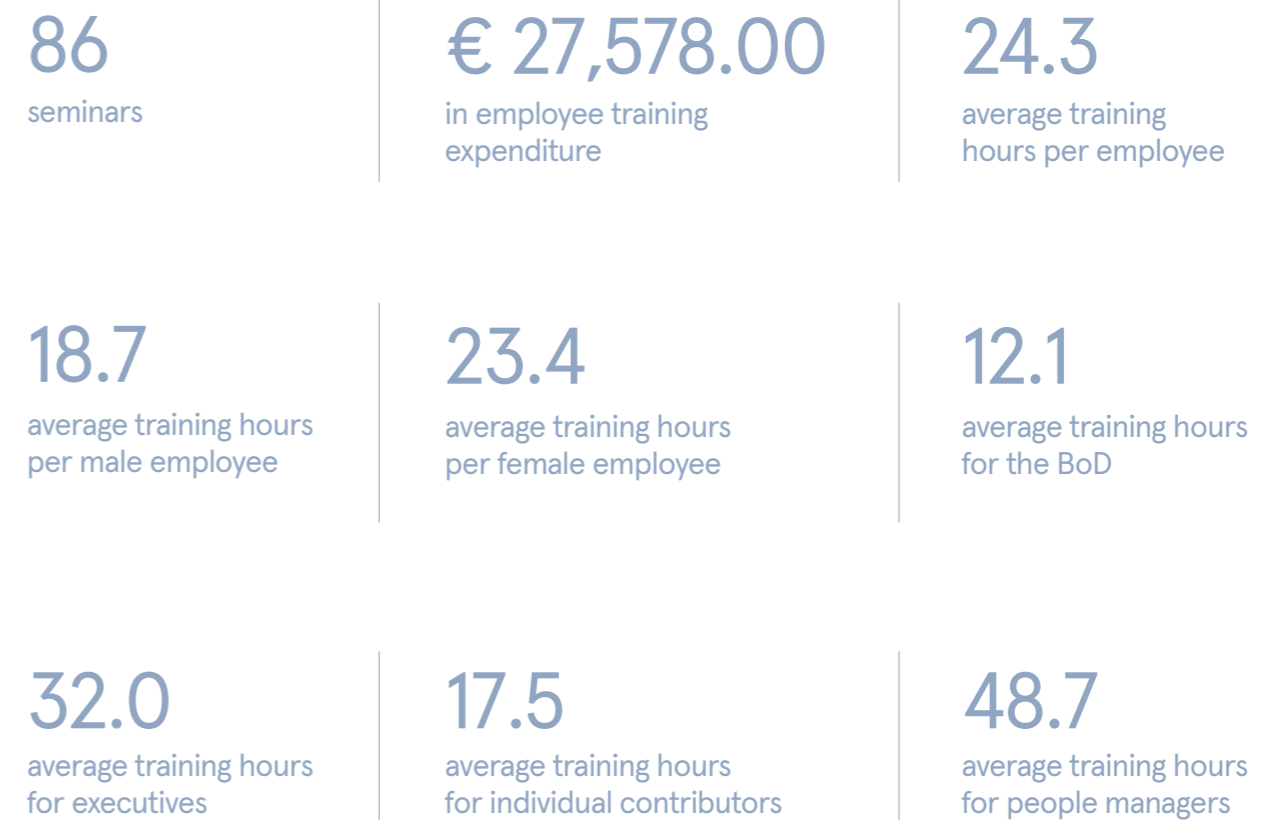 86
seminars
€ 27,578.00
in employee training
expenditure
24.3
average training
hours per employee
18.7
average training hours
per male employee
23.4
average training hours
per female employee
12.1
average training hours
for the BoD
32.0
average training hours
for executives
17.5
average training hours
for individual contributors
48.7
average training hours
for people managers